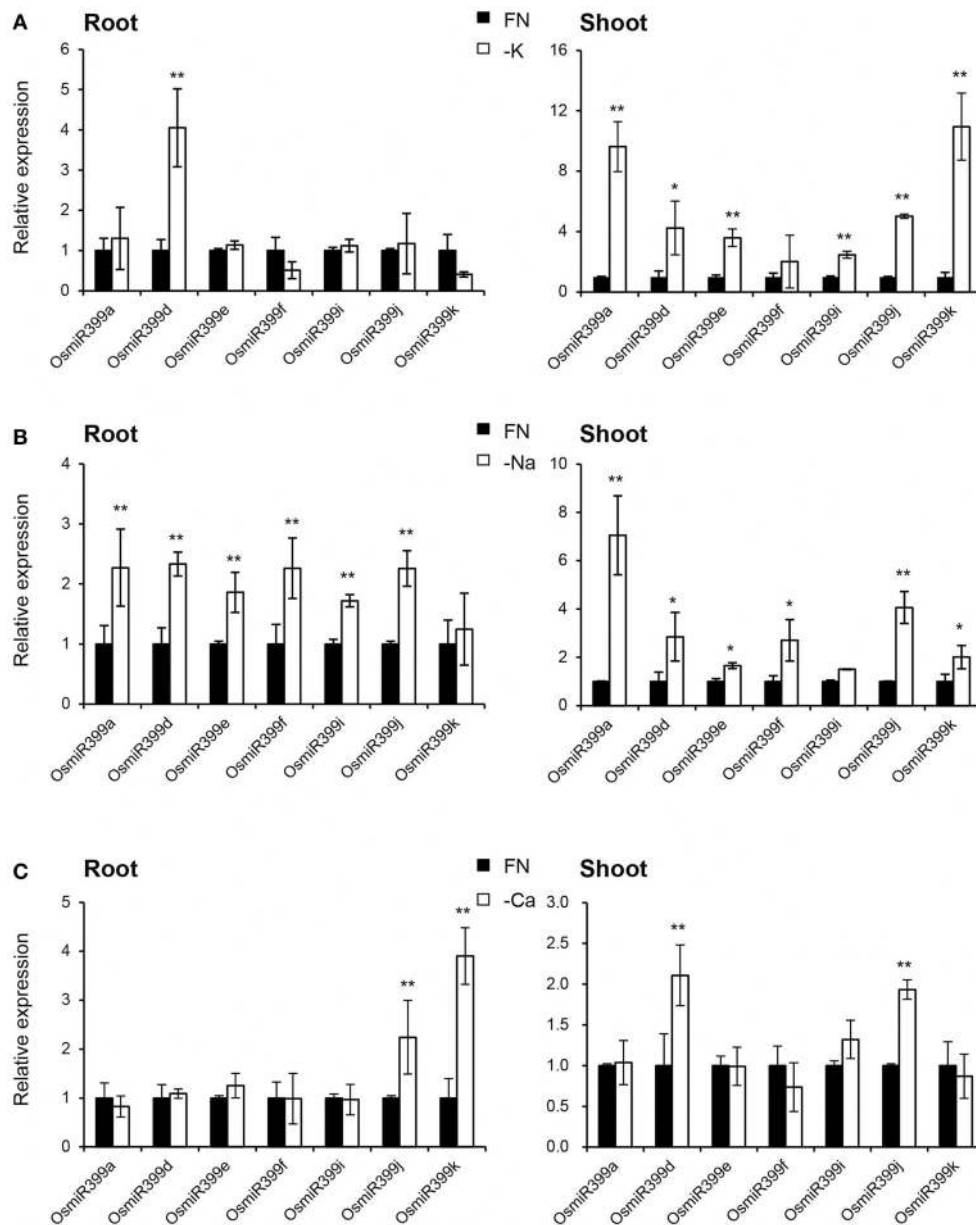 A
Root
FN
-K
Shoot
Relative expression
6
5
4
3
2
1
0
**
OsmiR399a
OsmiR399d
OsmiR399e
OsmiR399f
OsmiR399i
OsmiR399j
OsmiR399k
16
12
8
4
0
**
*
**
**
**
**
OsmiR399a
OsmiR399d
OsmiR399e
OsmiR399f
OsmiR399i
OsmiR399j
OsmiR399k
B
Root
FN
-Na
Shoot
Relative expression
4
3
2
1
0
**
**
**
**
**
**
OsmiR399a
OsmiR399d
OsmiR399e
OsmiR399f
OsmiR399i
OsmiR399j
OsmiR399k
10
8
6
4
2
0
**
*
*
*
**
*
OsmiR399a
OsmiR399d
OsmiR399e
OsmiR399f
OsmiR399i
OsmiR399j
OsmiR399k
C
Root
FN
-Ca
Shoot
Relative expression
5
4
3
2
1
0
**
**
OsmiR399a
OsmiR399d
OsmiR399e
OsmiR399f
OsmiR399i
OsmiR399j
OsmiR399k
3.0
2.5
2.0
1.5
1.0
0.5
0.0
**
**
OsmiR399a
OsmiR399d
OsmiR399e
OsmiR399f
OsmiR399i
OsmiR399j
OsmiR399k